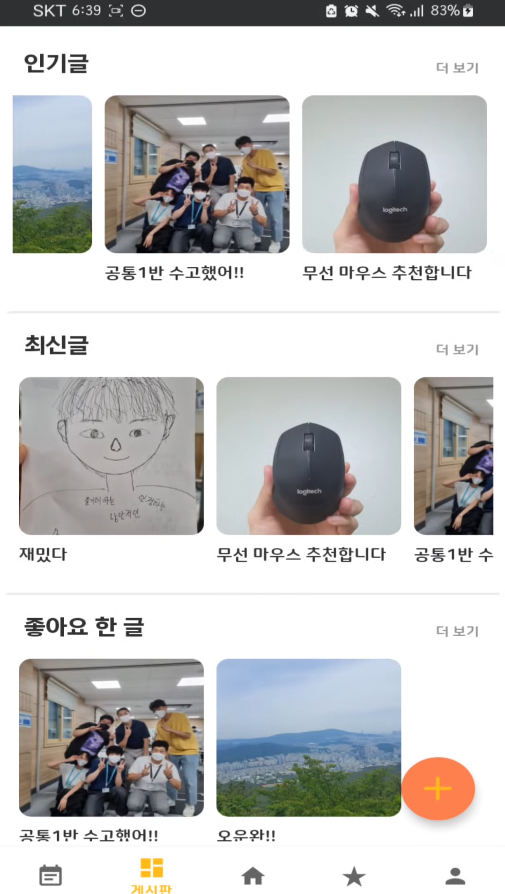 SKT 6:39
83%
인기글
더 보기
logitech
공통1반 수고했어!!
무선 마우스 추천합니다
최신글
더 보기
logitech
재밌다
무선 마우스 추천합니다
공통1반 수
좋아요 한 글
더 보기
공통1반 수고했어!!
오운완!!
게시판